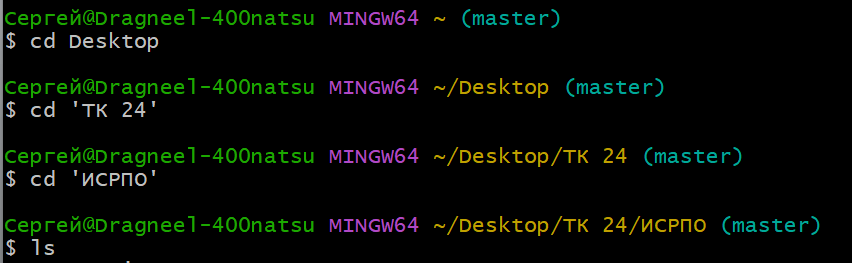 Сергей@Dragneel-400natsu MINGW64 ~ (master)
$ cd Desktop
Сергей@Dragneel-400natsu MINGW64 ~/Desktop (master)
$ cd 'ТК 24'
Сергей@Dragneel-400natsu MINGW64 ~/Desktop/ТК 24 (master)
$ cd 'ИСРПО'
Сергей@Dragneel-400natsu MINGW64 ~/Desktop/ТК 24/ИСРПО (master)
$ ls